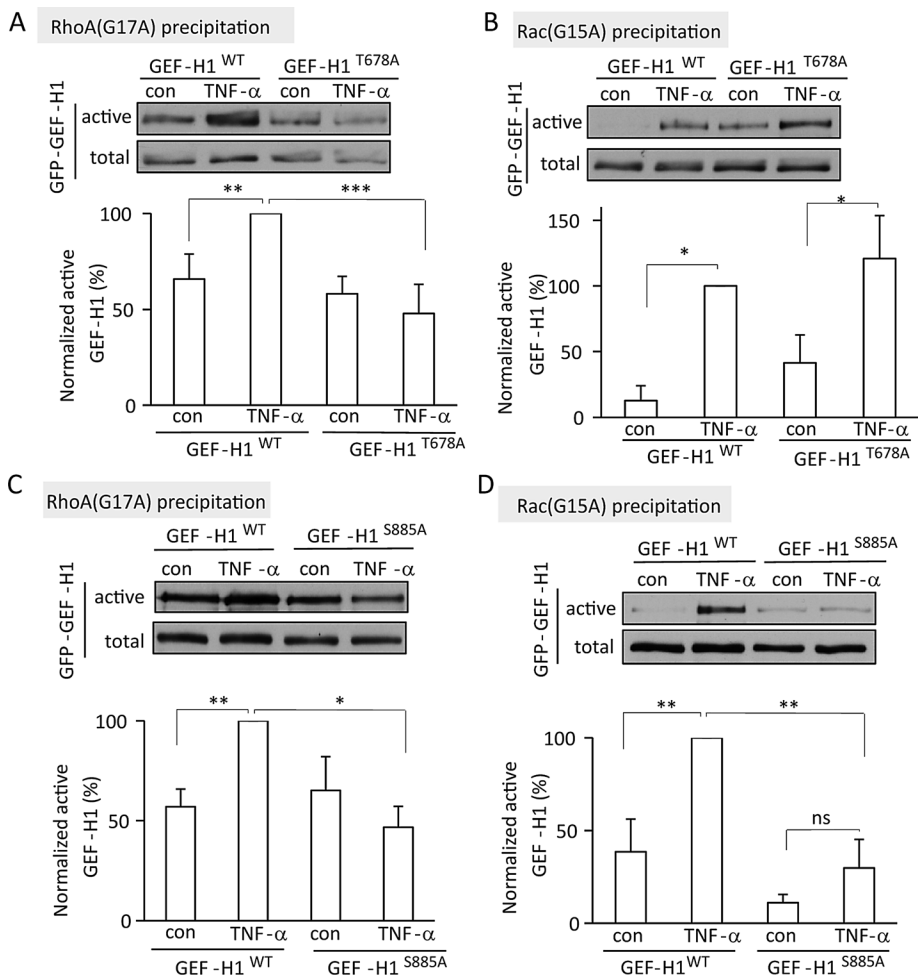 A RhoA(G17A) precipitation
GEF-H1 WT GEF-H1 T678A
con TNF-α con TNF-α
GFP-GEF-H1
active
total
** ***
Normalized active
GEF-H1 (%)
100
50
0
con TNF-α con TNF-α
GEF-H1 WT GEF-H1 T678A
B Rac(G15A) precipitation
GEF-H1 WT GEF-H1 T678A
con TNF-α con TNF-α
GFP-GEF-H1
active
total
* *
Normalized active
GEF-H1 (%)
150
100
50
0
con TNF-α con TNF-α
GEF-H1 WT GEF-H1 T678A
C RhoA(G17A) precipitation
GEF -H1 WT GEF -H1 S885A
con TNF-α con TNF -α
GFP-GEF-H1
active
total
** *
Normalized active
GEF-H1 (%)
100
50
0
con TNF-α con TNF-α
GEF -H1 WT GEF -H1 S885A
D Rac(G15A) precipitation
GEF -H1 WT GEF -H1 S885A
con TNF -α con TNF -α
GFP-GEF-H1
active
total
** **
ns
Normalized active
GEF -H1 (%)
100
50
0
con TNF-α con TNF-α
GEF -H1 WT GEF -H1 S885A